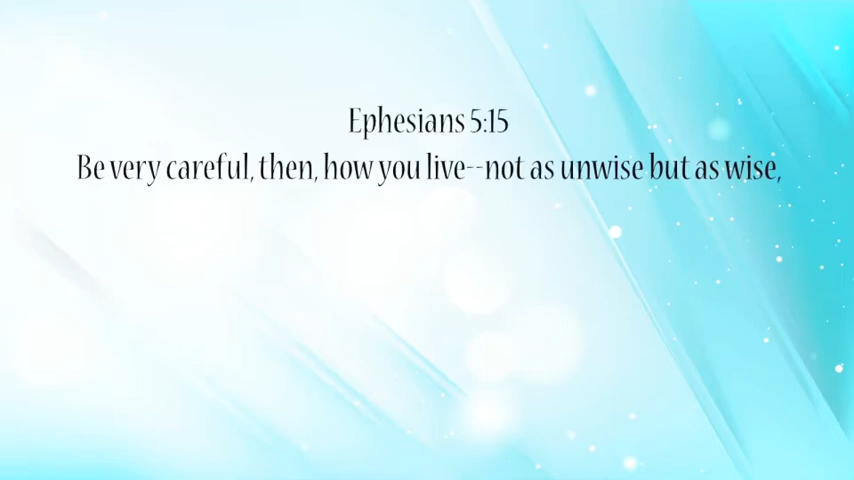 Ephesians 5:15
Be very careful, then, how you live--not as unwise but as wise,